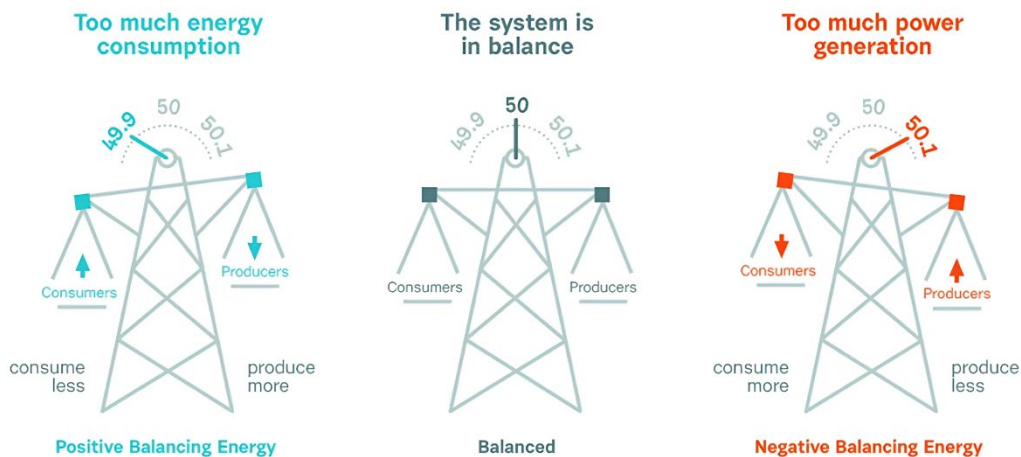 Too much energy
consumption
49.9
50
50.1
Consumers
Producers
consume
less
produce
more
Positive Balancing Energy
The system is
in balance
49.9
50
50.1
Consumers
Producers
Balanced
Too much power
generation
49.9
50
50.1
Consumers
Producers
consume
more
produce
less
Negative Balancing Energy